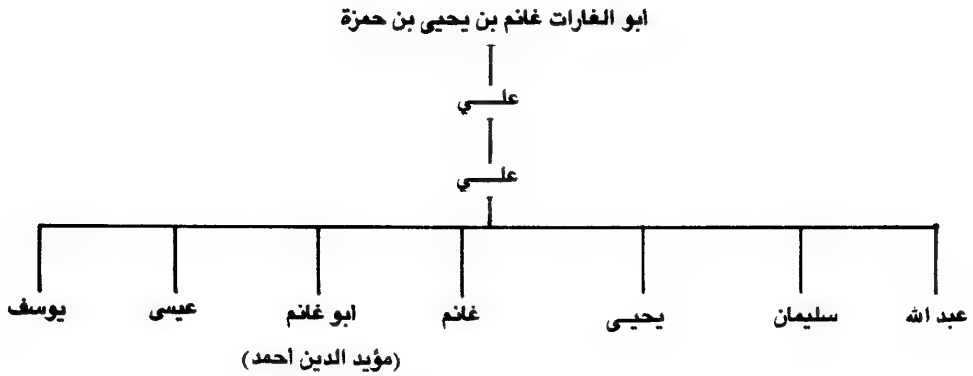 ابو الغارات غانم بن يحيى بن حمزة
علي
علي
عبد الله سليمان يحيى غانم ابو غانم عيسى يوسف
(مؤيد الدين أحمد)